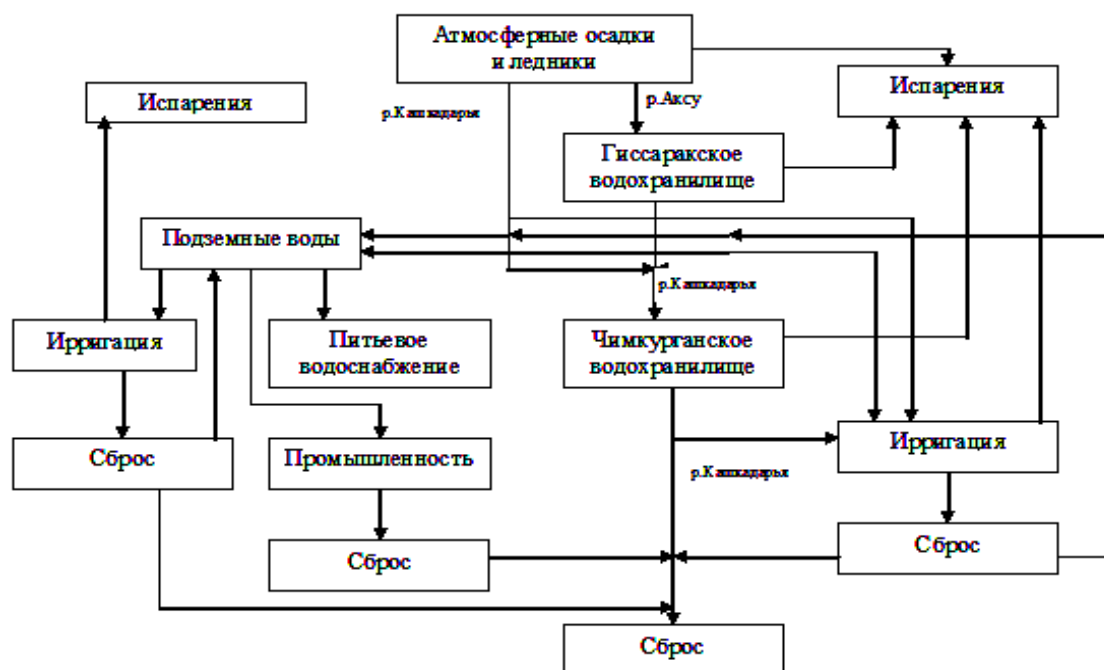 Атмосферные осадки
и ледники
Испарения
Испарения
р.Кашкадарья
р.Аксу
Гиссаракское
водохранилище
Подземные воды
р.Кашкадарья
Ирригация
Питьевое
водоснабжение
Чимкурганское
водохранилище
Ирригация
Сброс
Промышленность
р.Кашкадарья
Сброс
Сброс
Сброс